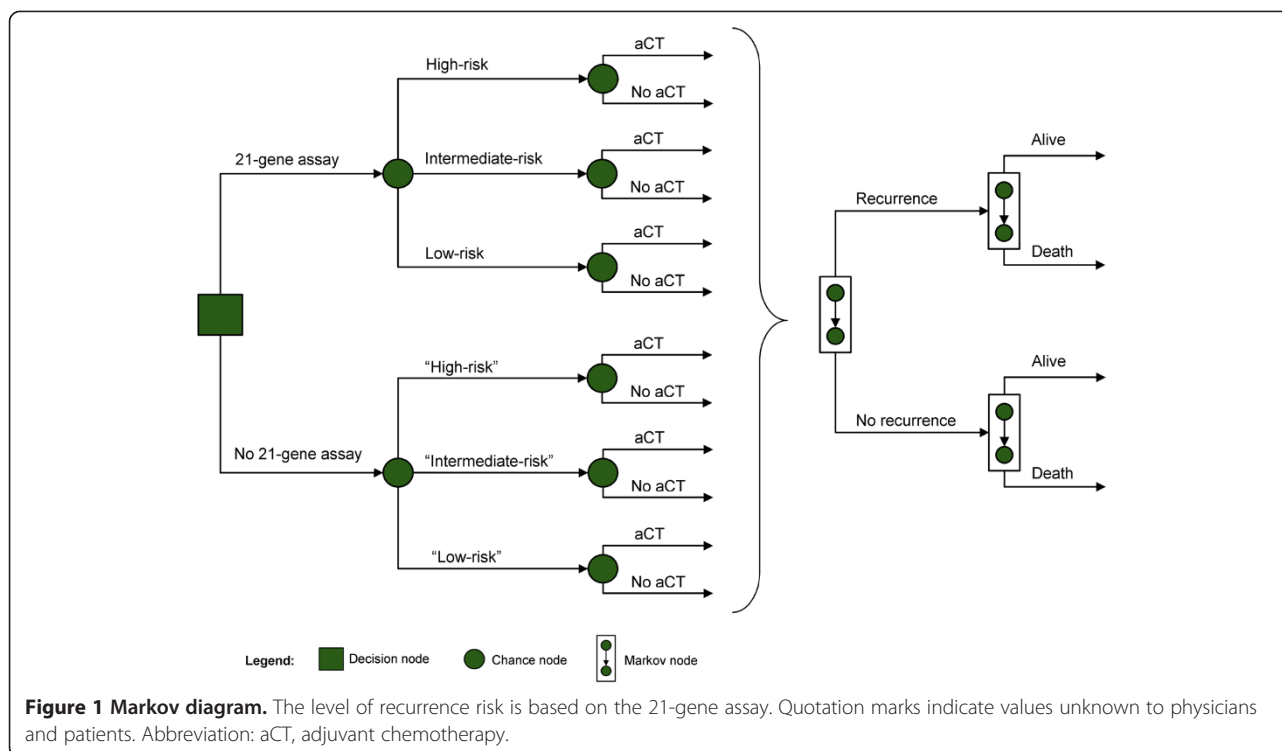 High-risk
aCT
No aCT
21-gene assay
Intermediate-risk
aCT
No aCT
Low-risk
aCT
No aCT
No 21-gene assay
“High-risk”
aCT
No aCT
“Intermediate-risk”
aCT
No aCT
“Low-risk”
aCT
No aCT
Recurrence
Alive
Death
No recurrence
Alive
Death
Legend: Decision node Chance node Markov node
Figure 1 Markov diagram. The level of recurrence risk is based on the 21-gene assay. Quotation marks indicate values unknown to physicians
and patients. Abbreviation: aCT, adjuvant chemotherapy.